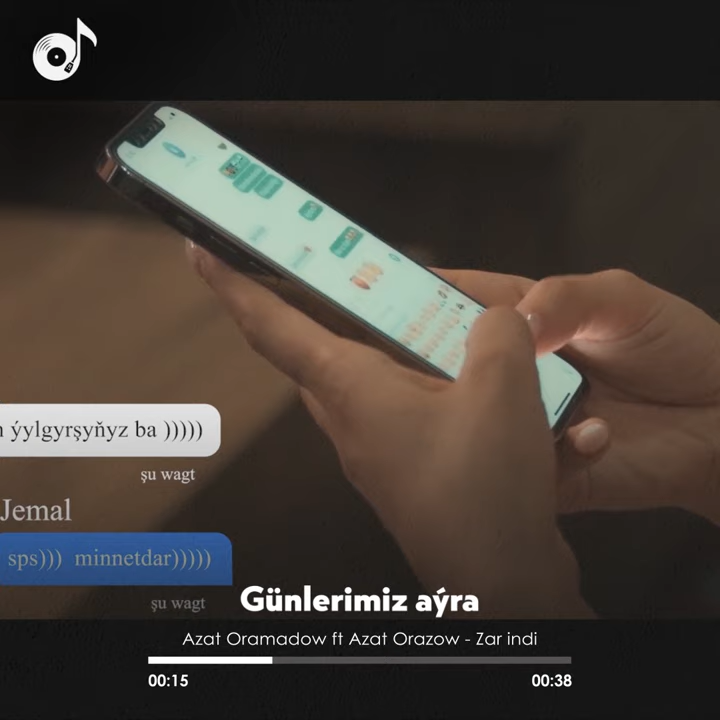 ýylgyrşyňyz ba )))))
şu wagt
Jemal
sps))) minnetdar)))))
şu wagt
Günlerimiz aýra
Azat Oramadow ft Azat Orazow - Zar indi
00:15
00:38